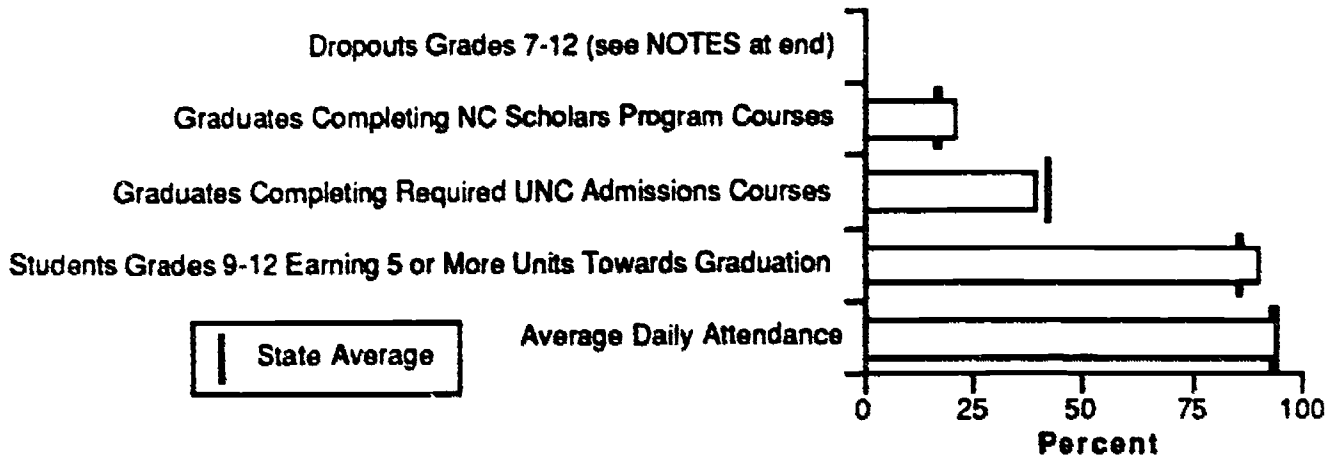 Dropouts Grades 7-12 (see NOTES at end)
Graduates Completing NC Scholars Program Courses
Graduates Completing Required UNC Admissions Courses
Students Grades 9-12 Earning 5 or More Units Towards Graduation
Average Daily Attendance
State Average
0 25 50 75 100
Percent